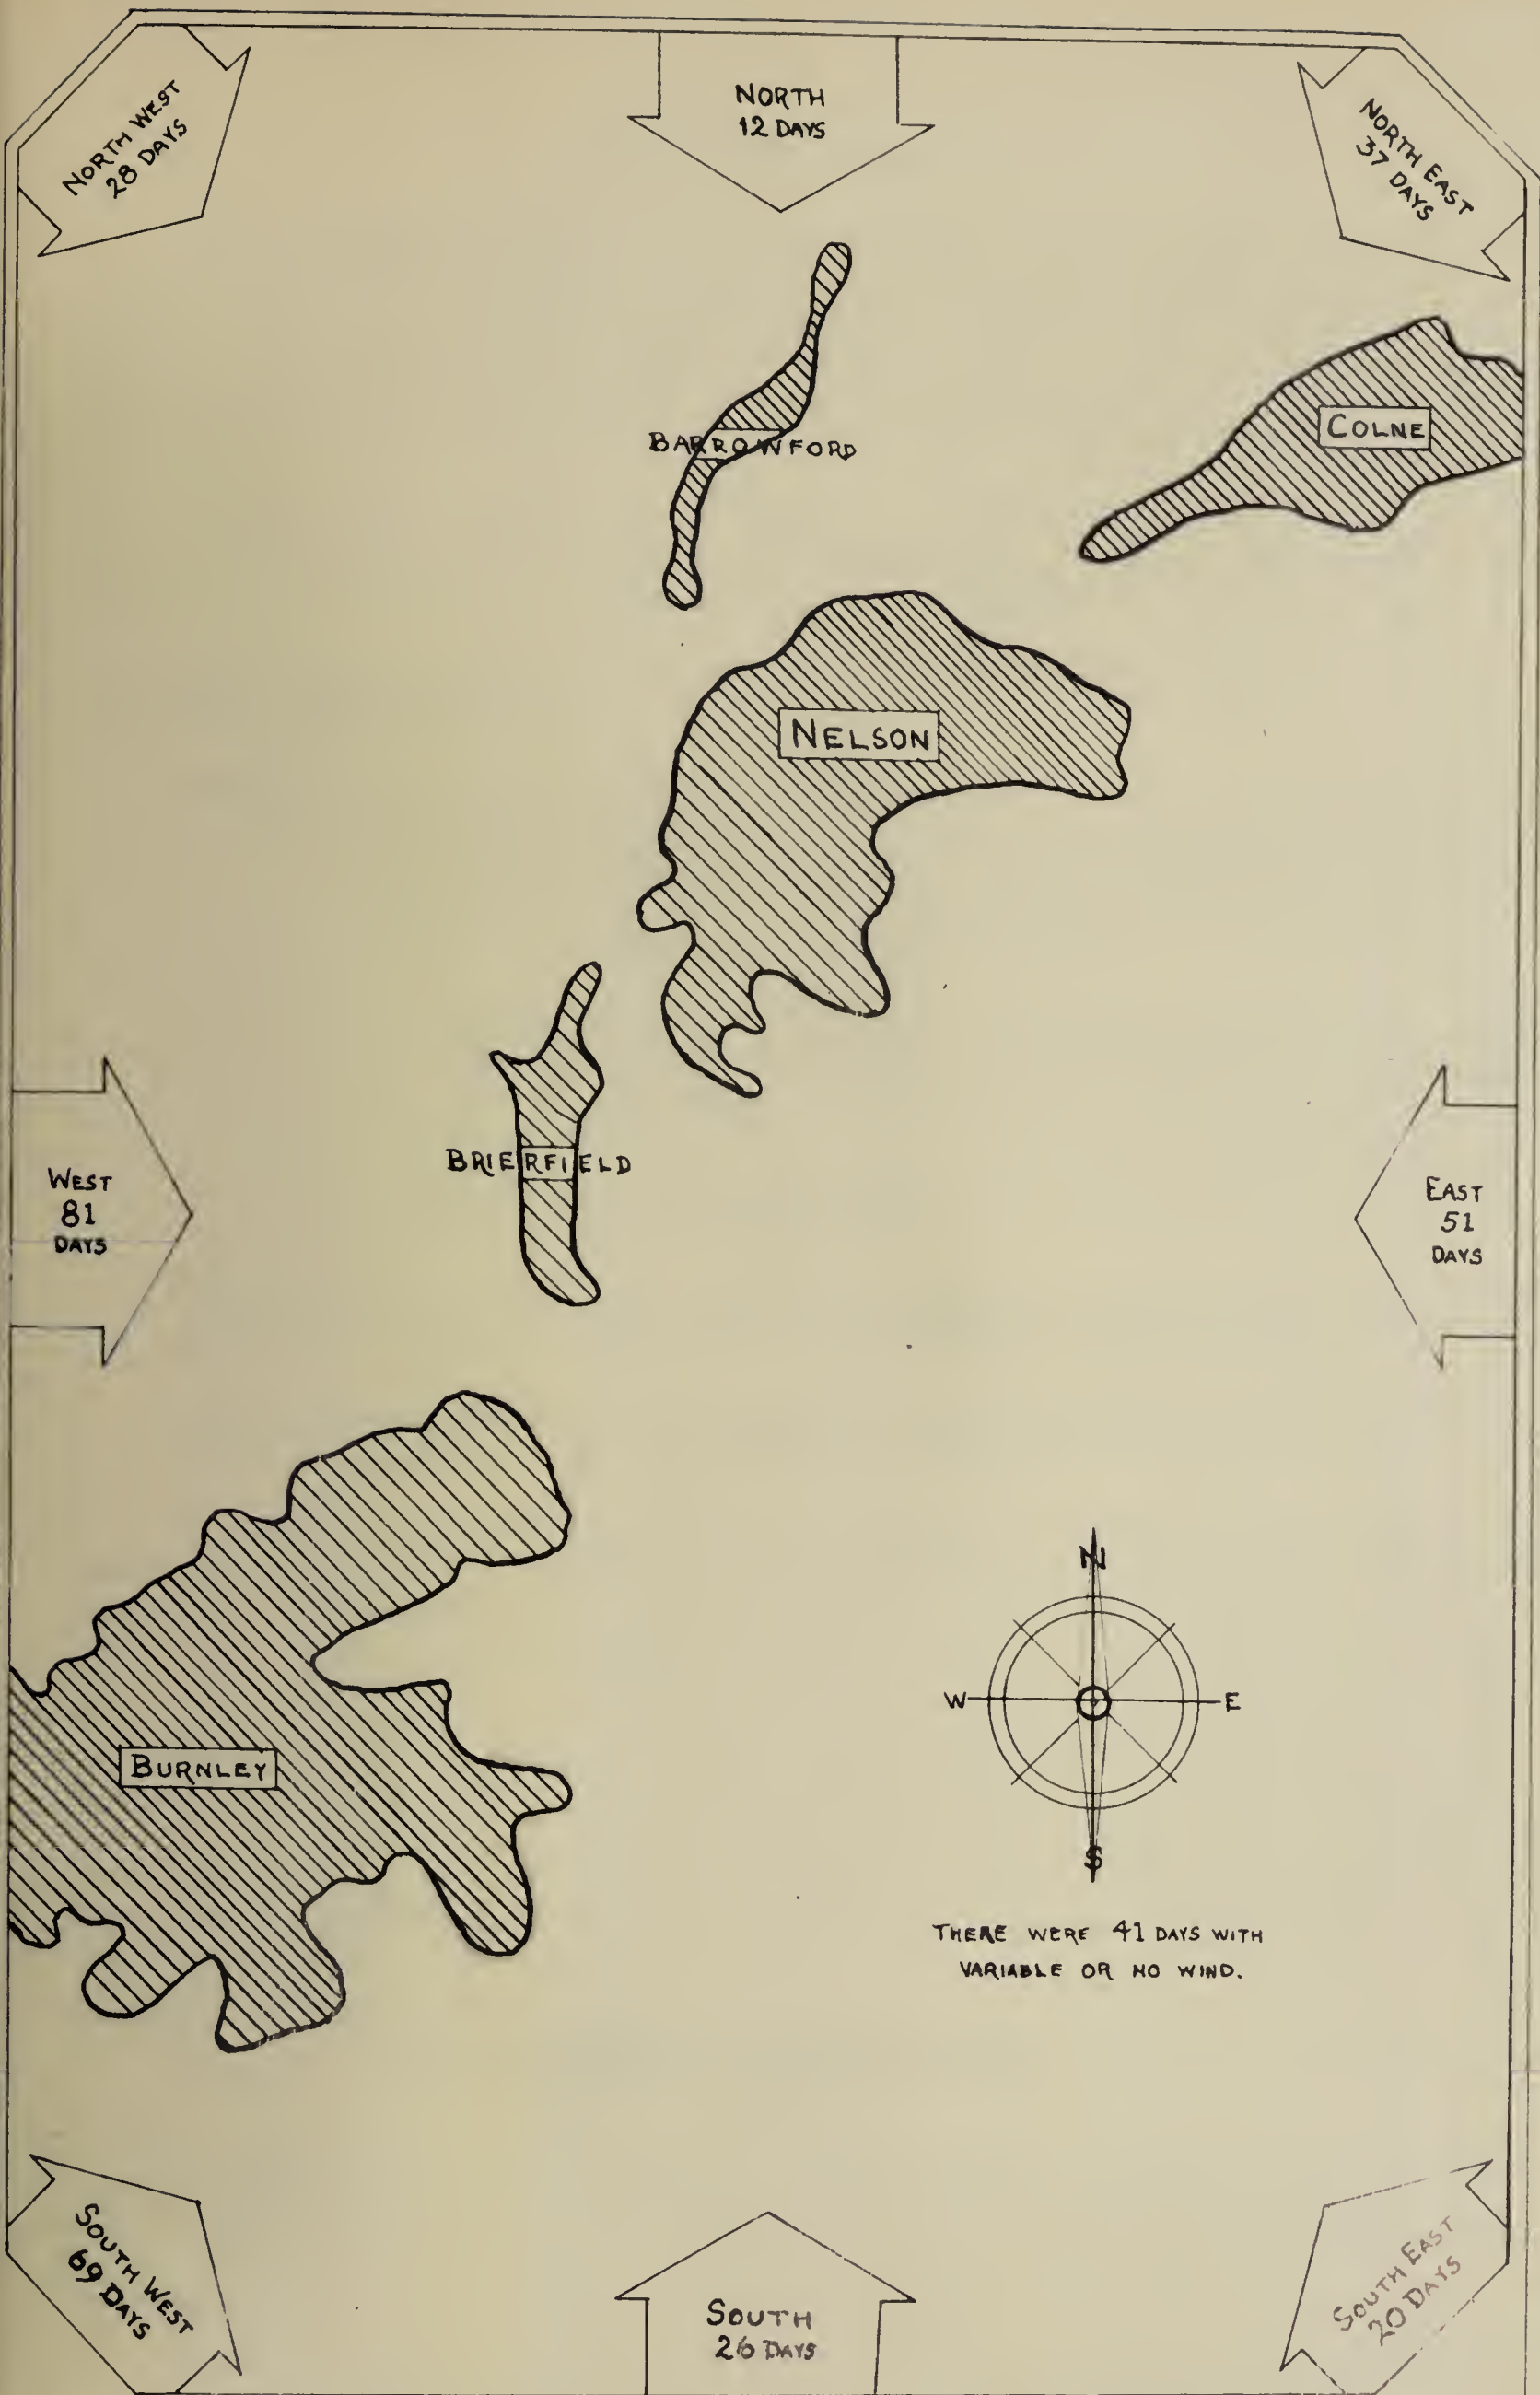 NORTH WEST
28 DAYS
NORTH
12 DAYS
NORTH EAST
37 DAYS
BARROWFORD
COLNE
NELSON
BRIERFIELD
WEST
81
DAYS
EAST
51
DAYS
BURNLEY
N
W
E
S
THERE WERE 41 DAYS WITH
VARIABLE OR NO WIND.
SOUTH WEST
69 DAYS
SOUTH
26 DAYS
SOUTH EAST
20 DAYS